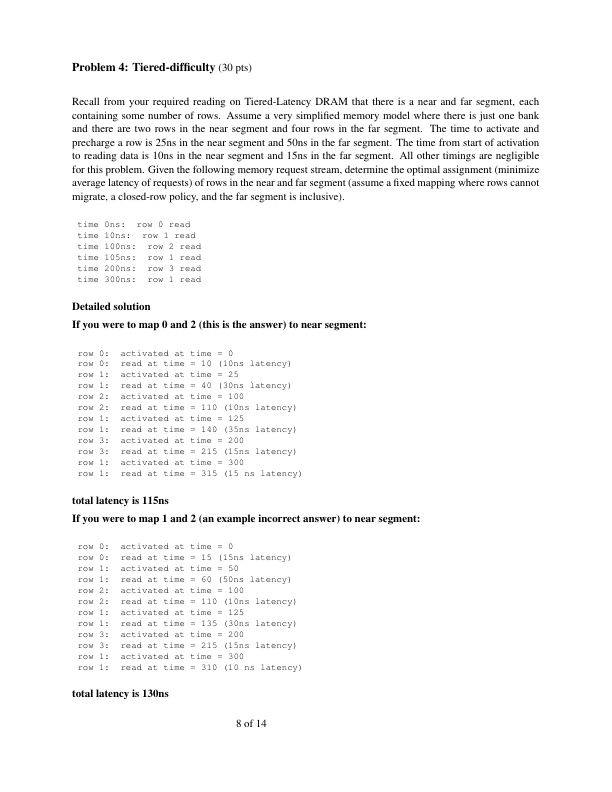 Problem 4: Tiered-difficulty (30 pts)
Recall from your required reading on Tiered-Latency DRAM that there is a near and far segment, each
containing some number of rows. Assume a very simplified memory model where there is just one bank
and there are two rows in the near segment and four rows in the far segment. The time to activate and
precharge a row is 25ns in the near segment and 50ns in the far segment. The time from start of activation
to reading data is 10ns in the near segment and 15ns in the far segment. All other timings are negligible
for this problem. Given the following memory request stream, determine the optimal assignment (minimize
average latency of requests) of rows in the near and far segment (assume a fixed mapping where rows cannot
migrate, a closed-row policy, and the far segment is inclusive).
time 0ns: row 0 read
time 10ns: row 1 read
time 100ns: row 2 read
time 105ns: row 1 read
time 200ns: row 3 read
time 300ns: row 1 read
Detailed solution
If you were to map 0 and 2 (this is the answer) to near segment:
row 0: activated at time = 0
row 0: read at time = 10 (10ns latency)
row 1: activated at time = 25
row 1: read at time = 40 (30ns latency)
row 2: activated at time = 100
row 2: read at time = 110 (10ns latency)
row 1: activated at time = 125
row 1: read at time = 140 (35ns latency)
row 3: activated at time = 200
row 3: read at time = 215 (15ns latency)
row 1: activated at time = 300
row 1: read at time = 315 (15 ns latency)
total latency is 115ns
If you were to map 1 and 2 (an example incorrect answer) to near segment:
row 0: activated at time = 0
row 0: read at time = 15 (15ns latency)
row 1: activated at time = 50
row 1: read at time = 60 (50ns latency)
row 2: activated at time = 100
row 2: read at time = 110 (10ns latency)
row 1: activated at time = 125
row 1: read at time = 135 (30ns latency)
row 3: activated at time = 200
row 3: read at time = 215 (15ns latency)
row 1: activated at time = 300
row 1: read at time = 310 (10 ns latency)
total latency is 130ns
8 of 14